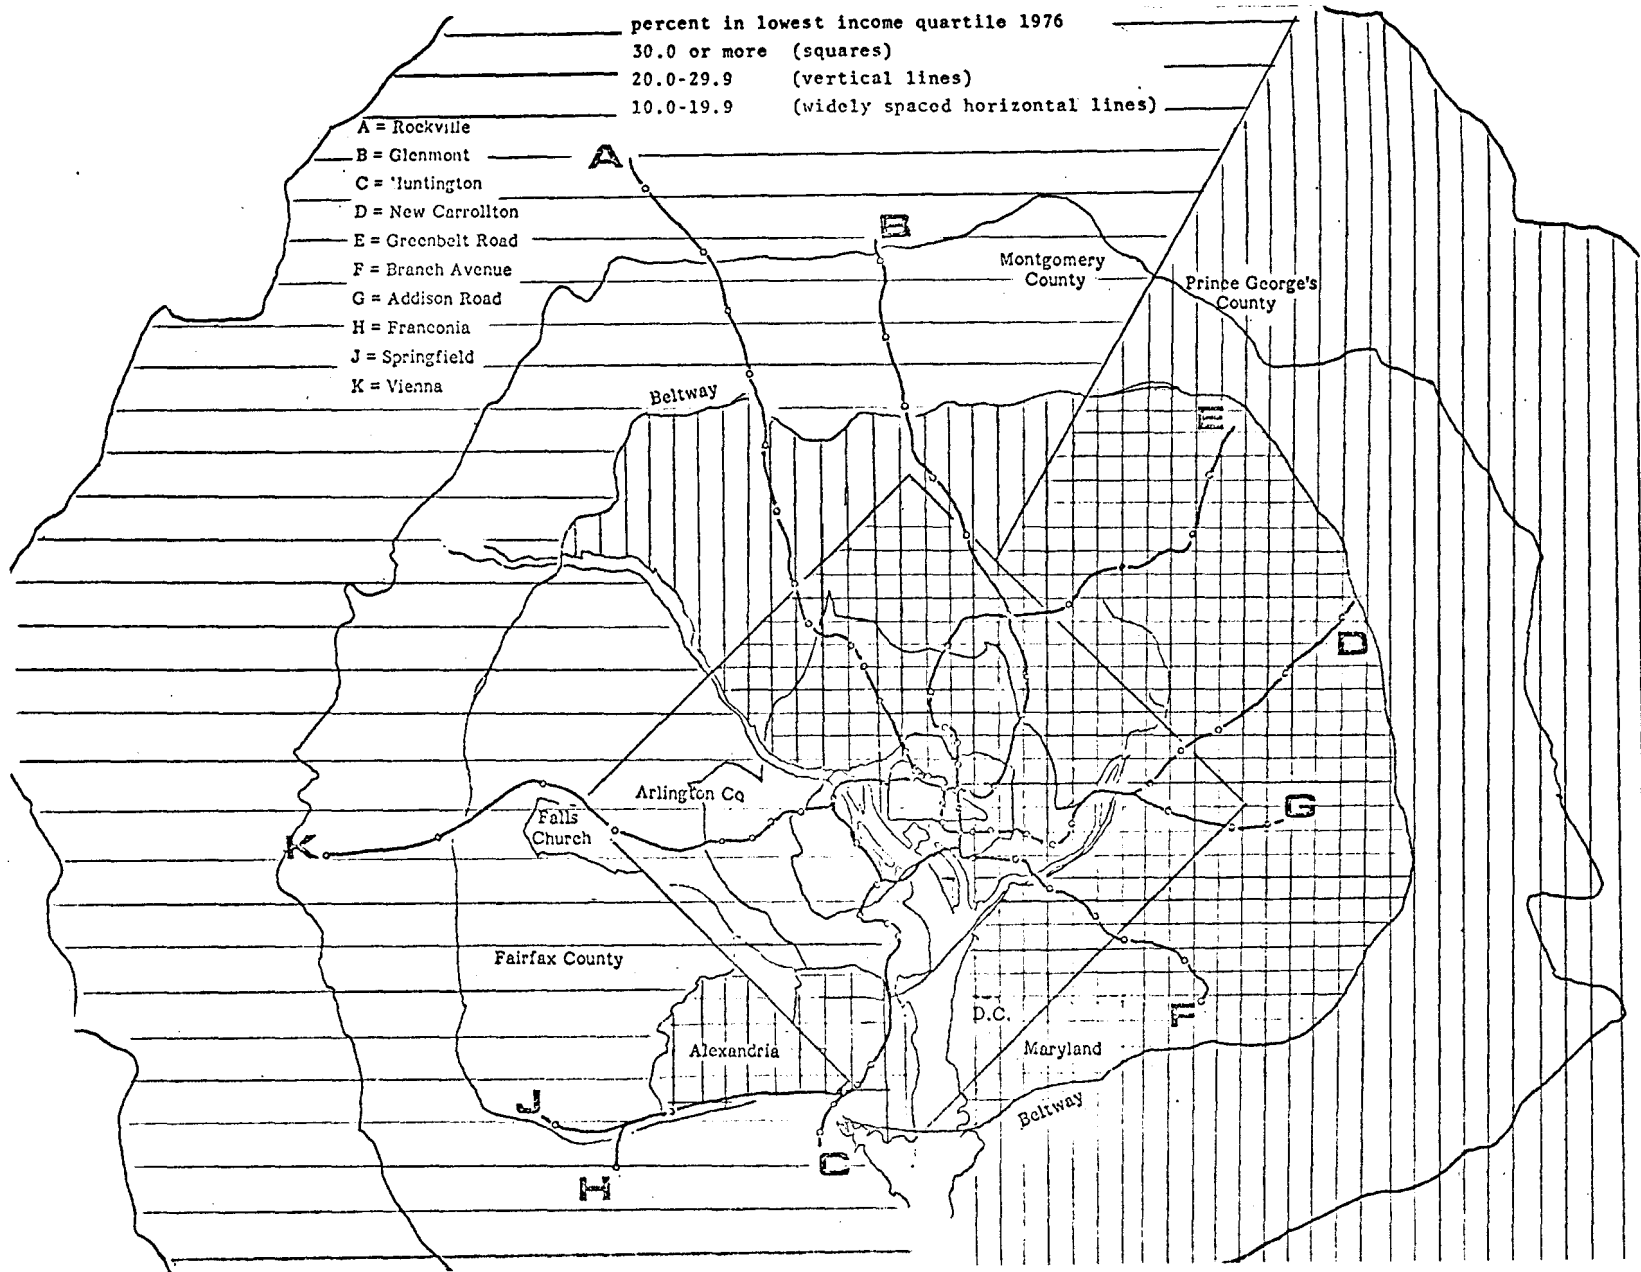 percent in lowest income quartile 1976
30.0 or more (squares)
20.0-29.9 (vertical lines)
10.0-19.9 (widely spaced horizontal lines)
A = Rockville
B = Glenmont
C = Huntington
D = New Carrollton
E = Greenbelt Road
F = Branch Avenue
G = Addison Road
H = Franconia
J = Springfield
K = Vienna
A
B
Montgomery
County
Prince George's
County
Beltway
E
D
Arlington Co
Falls
Church
K
G
Fairfax County
D.C.
F
Alexandria
Maryland
Beltway
J
C
H